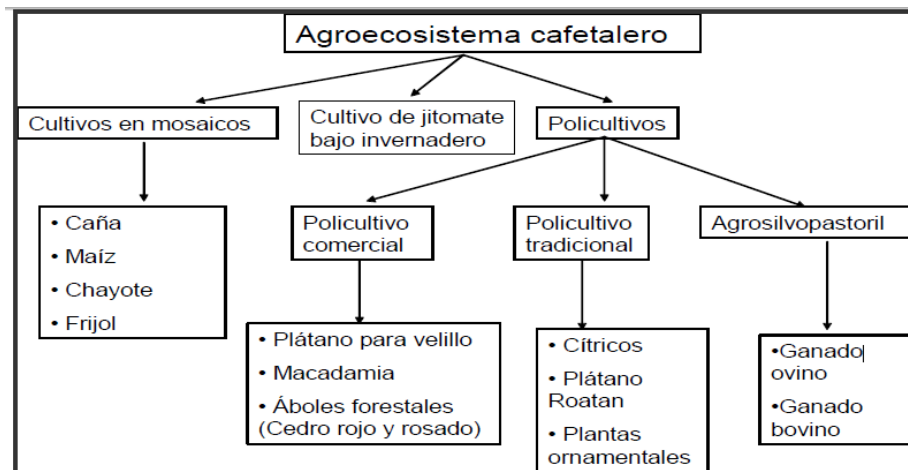 Agroecosistema cafetalero
Cultivos en mosaicos
Cultivo de jitomate
bajo invernadero
Policultivos
• Caña
• Maíz
• Chayote
• Frijol
Policultivo
comercial
Policultivo
tradicional
Agrosilvopastoril
• Plátano para velillo
• Macadamia
• Áboles forestales
(Cedro rojo y rosado)
• Cítricos
• Plátano
Roatan
• Plantas
ornamentales
•Ganado
ovino
•Ganado
bovino